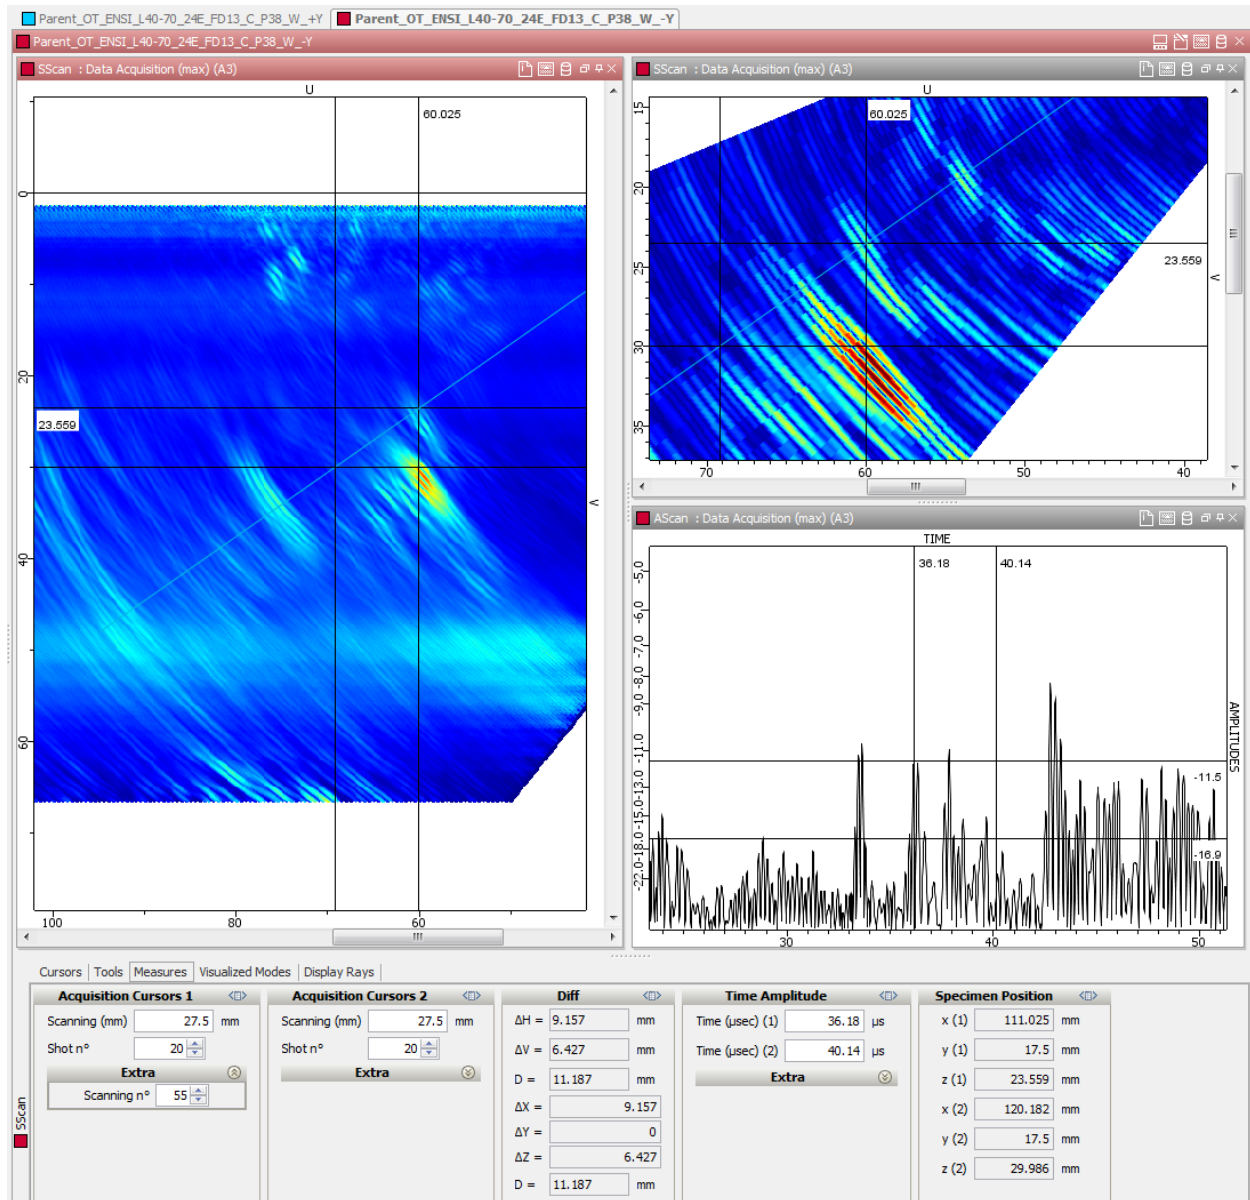 Parent_OT_ENSI_L40-70_24E_FD13_C_P38_W_+Y Parent_OT_ENSI_L40-70_24E_FD13_C_P38_W_-Y
Parent_OT_ENSI_L40-70_24E_FD13_C_P38_W_-Y
SScan : Data Acquisition (max) (A3)
U
60.025
0
20
23.559
V
40
60
100 80 60
SScan : Data Acquisition (max) (A3)
U
15
60.025
20
23.559
V
25
30
35
70 60 50 40
AScan : Data Acquisition (max) (A3)
TIME
36.18 40.14
-5.0
-6.0
-7.0
-8.0
-9.0
-11.0
-13.0
-15.0
-18.0
-22.0
AMPLITUDES
-11.5
-16.9
30 40 50
Cursors Tools Measures Visualized Modes Display Rays
SScan
Acquisition Cursors 1
Scanning (mm) 27.5 mm
Shot n° 20
Extra
Scanning n° 55
Acquisition Cursors 2
Scanning (mm) 27.5 mm
Shot n° 20
Extra
Diff
ΔH = 9.157 mm
ΔV = 6.427 mm
D = 11.187 mm
ΔX = 9.157
ΔY = 0
ΔZ = 6.427
D = 11.187 mm
Time Amplitude
Time (µsec) (1) 36.18 µs
Time (µsec) (2) 40.14 µs
Extra
Specimen Position
x (1) 111.025 mm
y (1) 17.5 mm
z (1) 23.559 mm
x (2) 120.182 mm
y (2) 17.5 mm
z (2) 29.986 mm